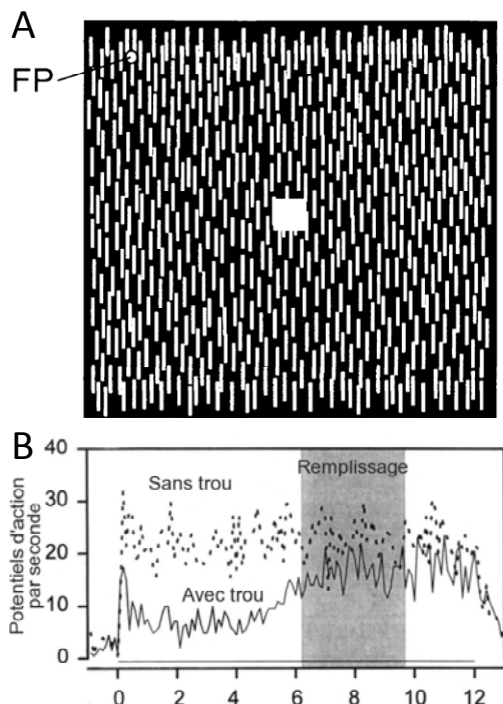 A
FP
B
40
30
20
10
0
Potentiels d'action
par seconde
Sans trou
Remplissage
Avec trou
0 2 4 6 8 10 12